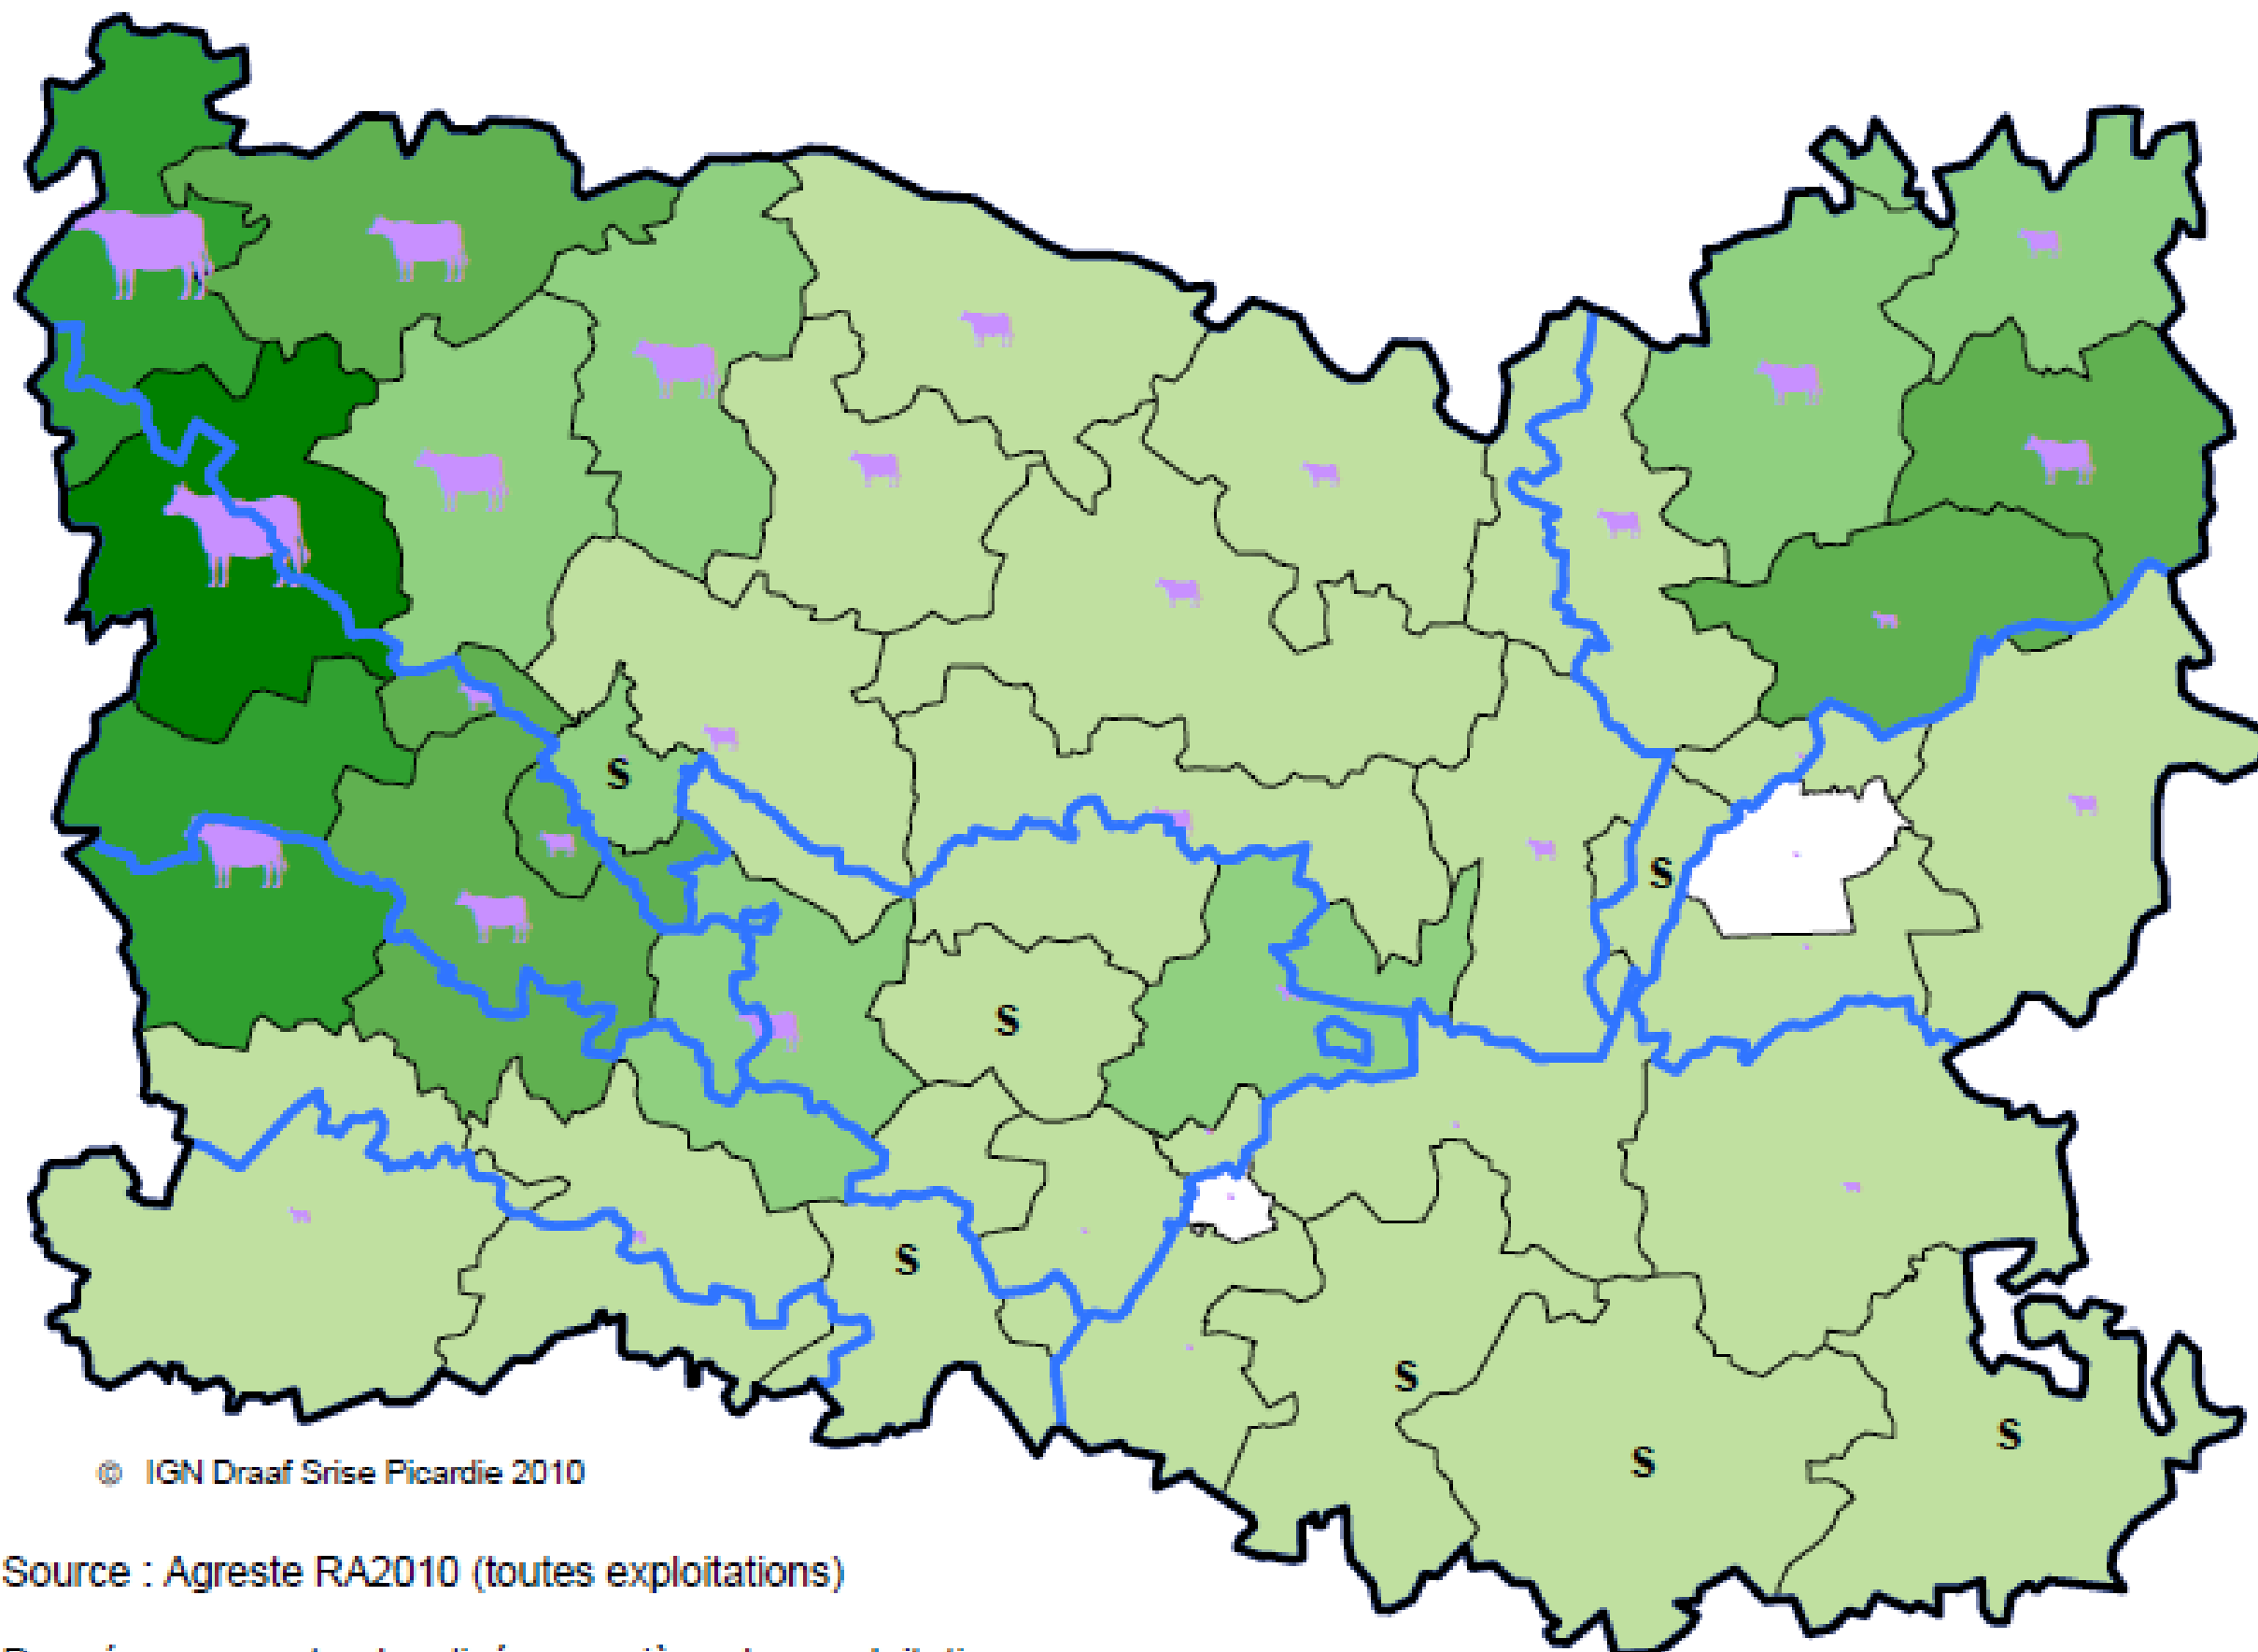 S
S
S
S
S
S
S
© IGN Draaf Srise Picardie 2010
Source : Agreste RA2010 (toutes exploitations)